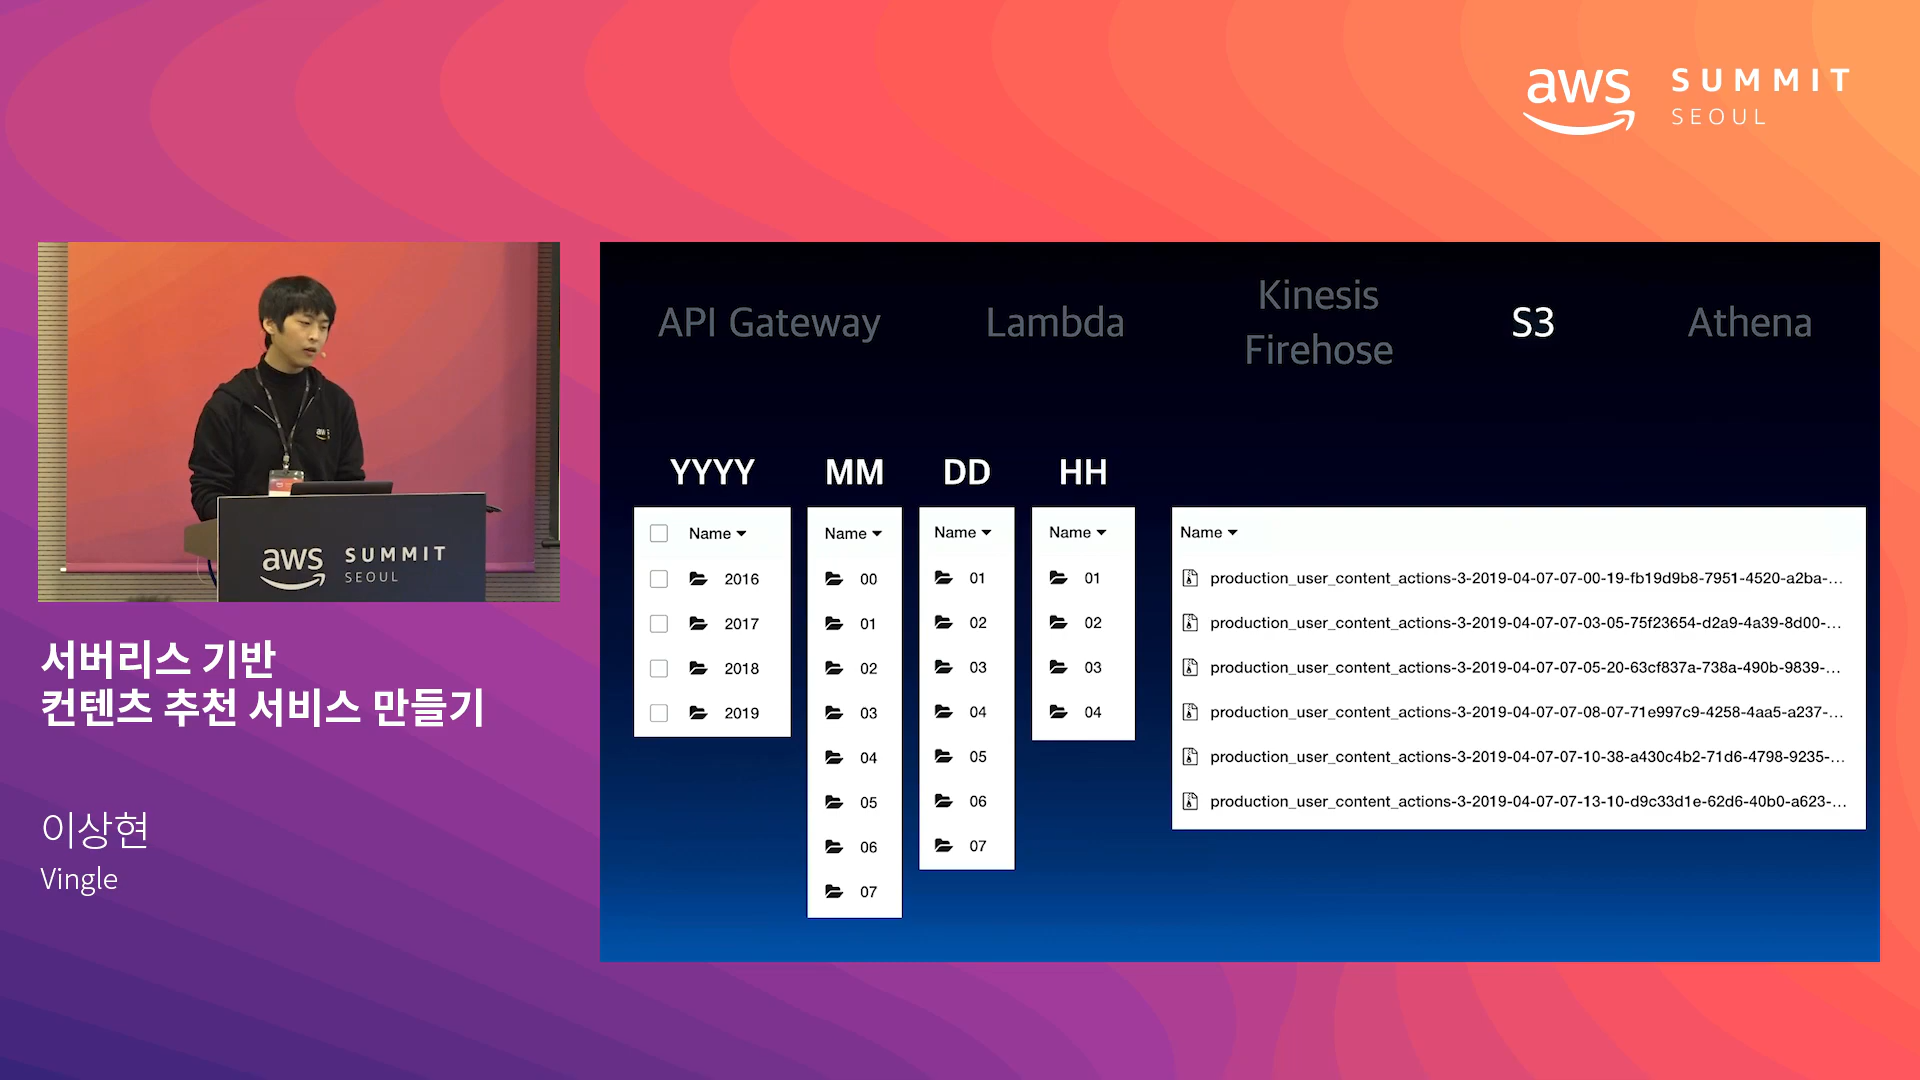 aws SUMMIT
SEOUL
API Gateway
Lambda
Kinesis
Firehose
S3
Athena
YYYY
MM
DD
HH
Name
2016
2017
2018
2019
Name
00
01
02
03
04
05
06
07
Name
01
02
03
04
05
06
07
Name
01
02
03
04
Name
production_user_content_actions-3-2019-04-07-07-00-19-fb19d9b8-7951-4520-a2ba-...
production_user_content_actions-3-2019-04-07-07-03-05-75f23654-d2a9-4a39-8d00-...
production_user_content_actions-3-2019-04-07-07-05-20-63cf837a-738a-490b-9839-...
production_user_content_actions-3-2019-04-07-07-08-07-71e997c9-4258-4aa5-a237-...
production_user_content_actions-3-2019-04-07-07-10-38-a430c4b2-71d6-4798-9235-...
production_user_content_actions-3-2019-04-07-07-13-10-d9c33d1e-62d6-40b0-a623-...
aws
aws SUMMIT
SEOUL
서버리스 기반
컨텐츠 추천 서비스 만들기
이상현
Vingle